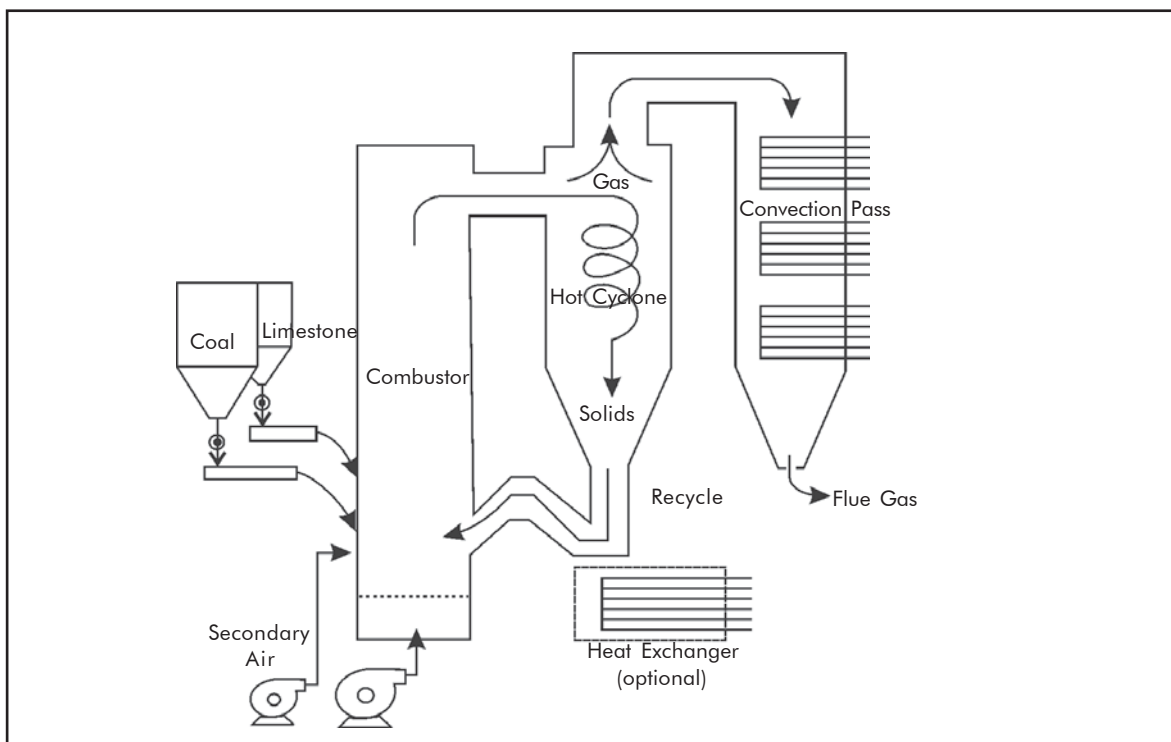 Gas
Convection Pass
Hot Cyclone
Limestone
Coal
Combustor
Solids
Recycle
Flue Gas
Secondary
Air
Heat Exchanger
(optional)